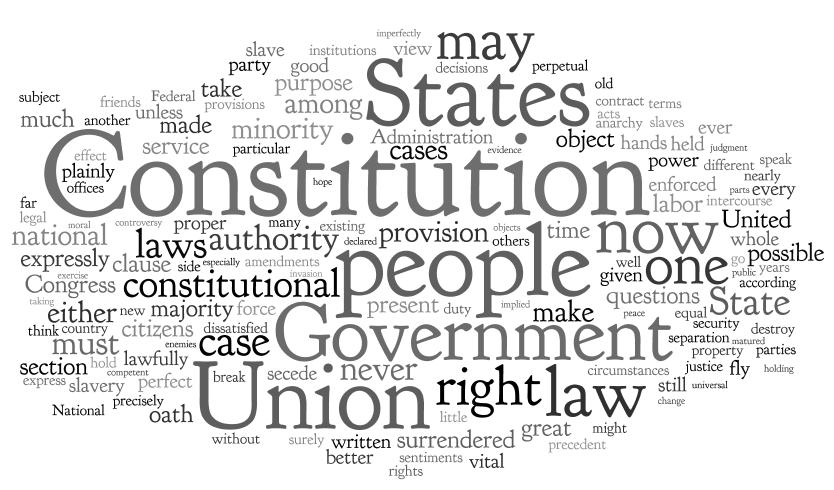 imperfectly
slave institutions view may
party good decisions perpetual
subject friends Federal take purpose States old
much another unless provisions among contract terms
made minority acts
anarchy slaves ever
service particular Administration object hands held judgment
effect cases evidence power different speak
plainly Constitution nearly
offices hope enforced parts every
far labor intercourse
legal moral controversy proper many existing objects United
national laws authority declared provision others time now whole
expressly clause side especially amendments people well one go possible
exercise invasion given public years
Congress constitutional according
taking either new majority force present duty implied make questions State
peace equal
think country citizens dissatisfied Government security destroy
must enemies case separation matured
section hold lawfully property parties
express competent break secede never circumstances justice fly holding
slavery perfect Union right law still universal
National precisely change
oath little
without surely written surrendered great might
better sentiments vital precedent
rights